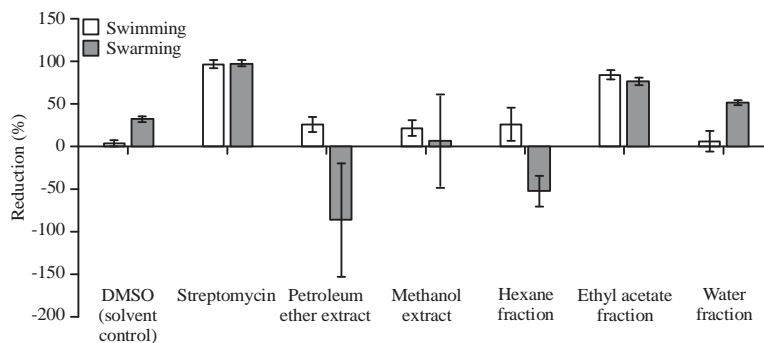 150
100
50
0
-50
-100
-150
-200
Reduction (%)
Swimming
Swarming
DMSO
(solvent
control)
Streptomycin
Petroleum
ether extract
Methanol
extract
Hexane
fraction
Ethyl acetate
fraction
Water
fraction